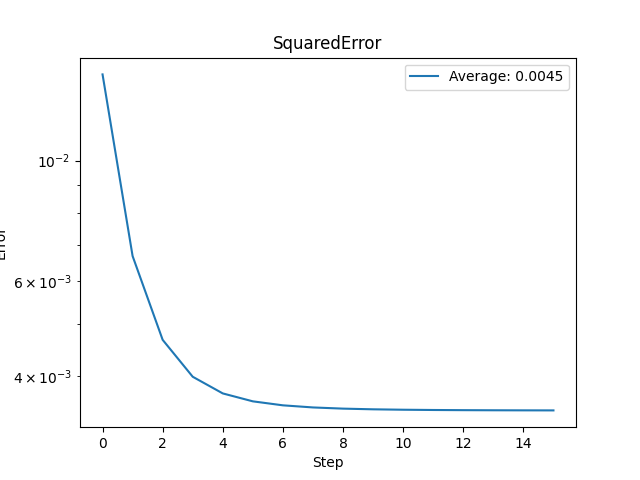 SquaredError
Average: 0.0045
10⁻²
6 × 10⁻³
4 × 10⁻³
Error
0 2 4 6 8 10 12 14
Step